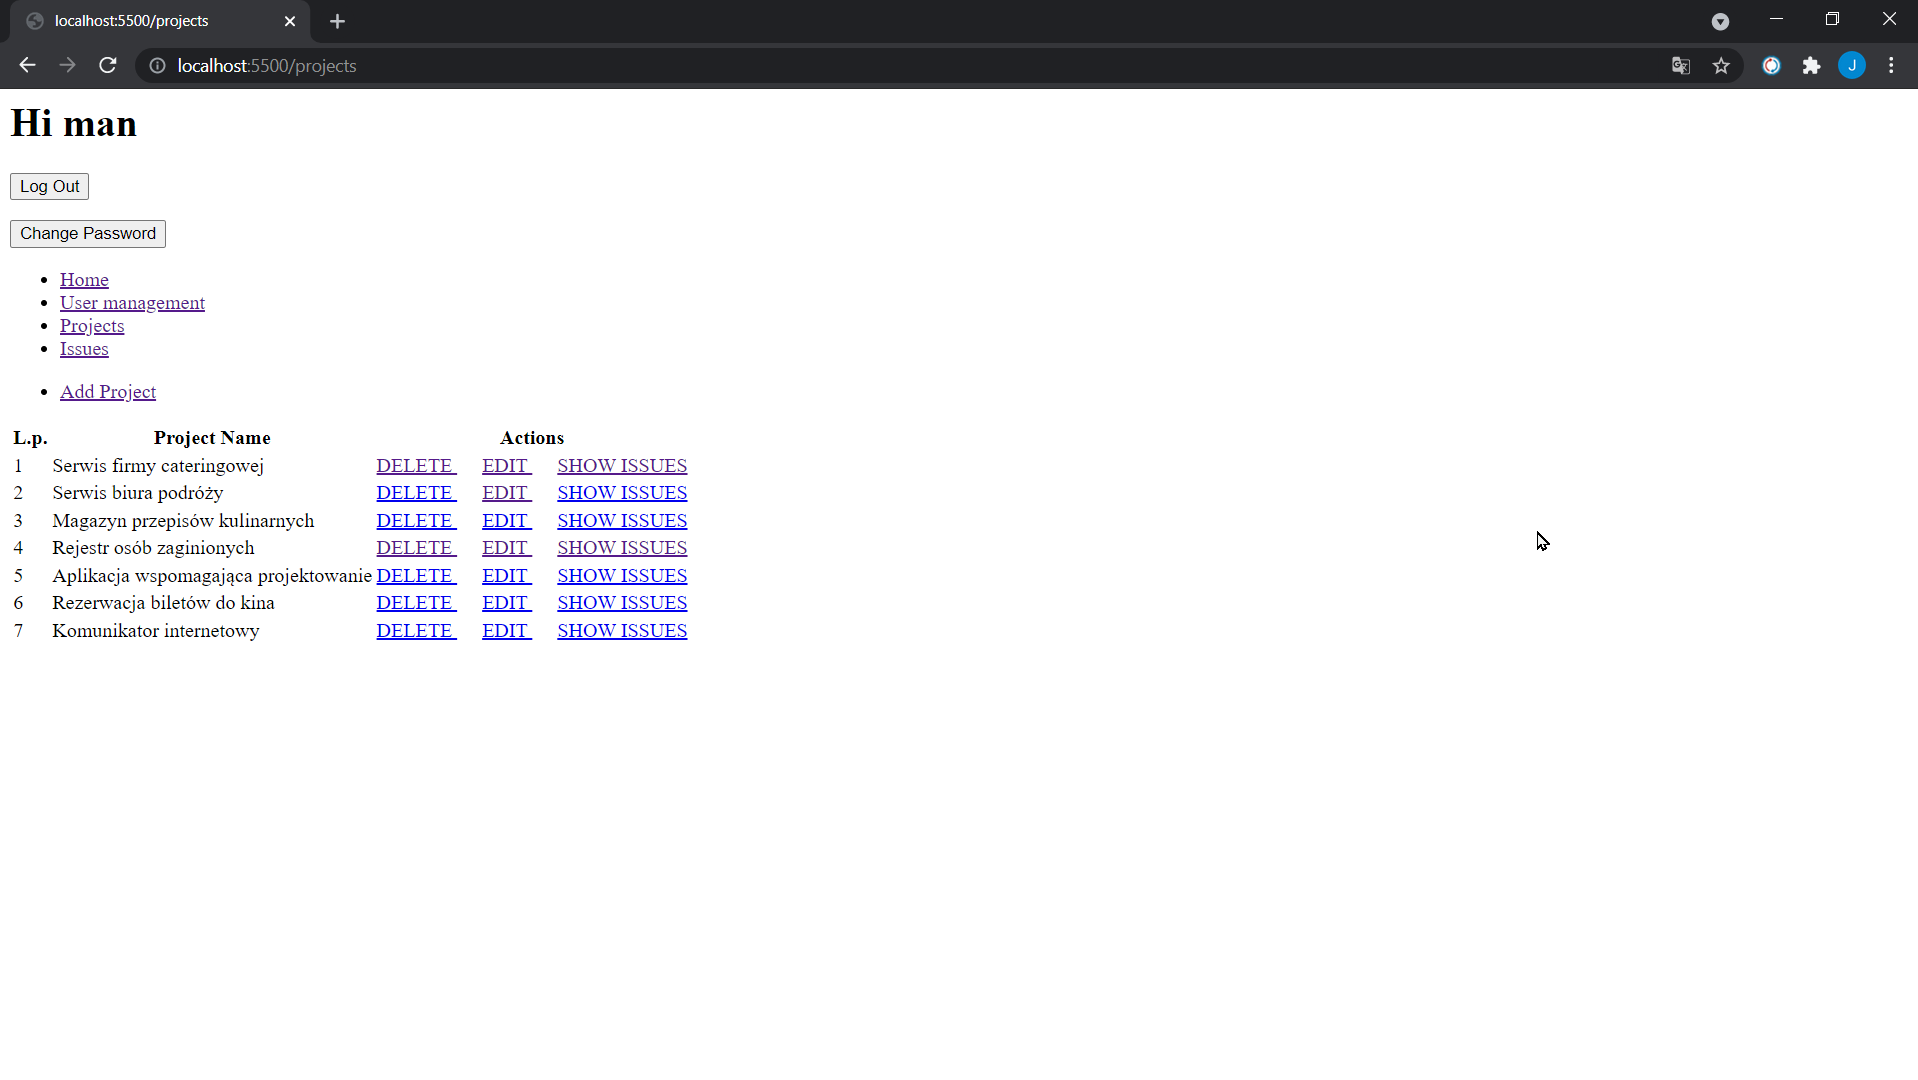 localhost:5500/projects
localhost:5500/projects
J
Hi man
Log Out
Change Password
Home
User management
Projects
Issues
Add Project
L.p. Project Name Actions
1 Serwis firmy cateringowej DELETE EDIT SHOW ISSUES
2 Serwis biura podróży DELETE EDIT SHOW ISSUES
3 Magazyn przepisów kulinarnych DELETE EDIT SHOW ISSUES
4 Rejestr osób zaginionych DELETE EDIT SHOW ISSUES
5 Aplikacja wspomagająca projektowanie DELETE EDIT SHOW ISSUES
6 Rezerwacja biletów do kina DELETE EDIT SHOW ISSUES
7 Komunikator internetowy DELETE EDIT SHOW ISSUES